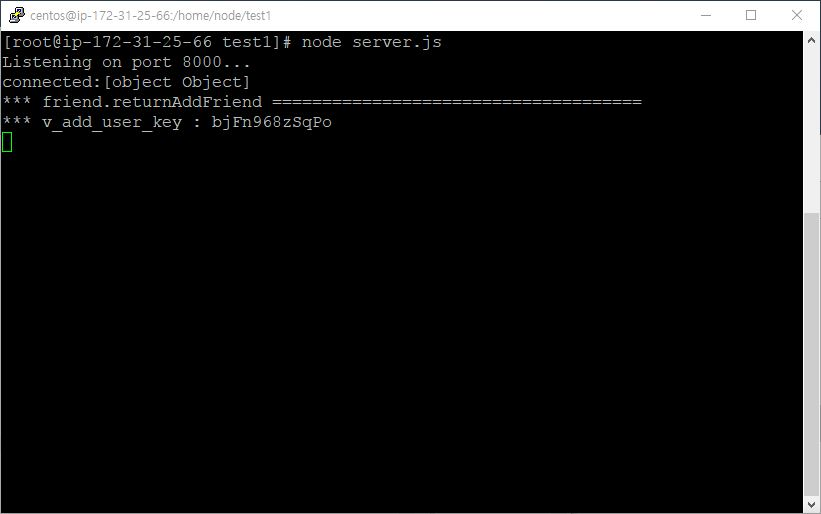 centos@ip-172-31-25-66:/home/node/test1
[root@ip-172-31-25-66 test1]# node server.js
Listening on port 8000...
connected:[object Object]
*** friend.returnAddFriend =====================================
*** v_add_user_key : bjFn968zSqPo